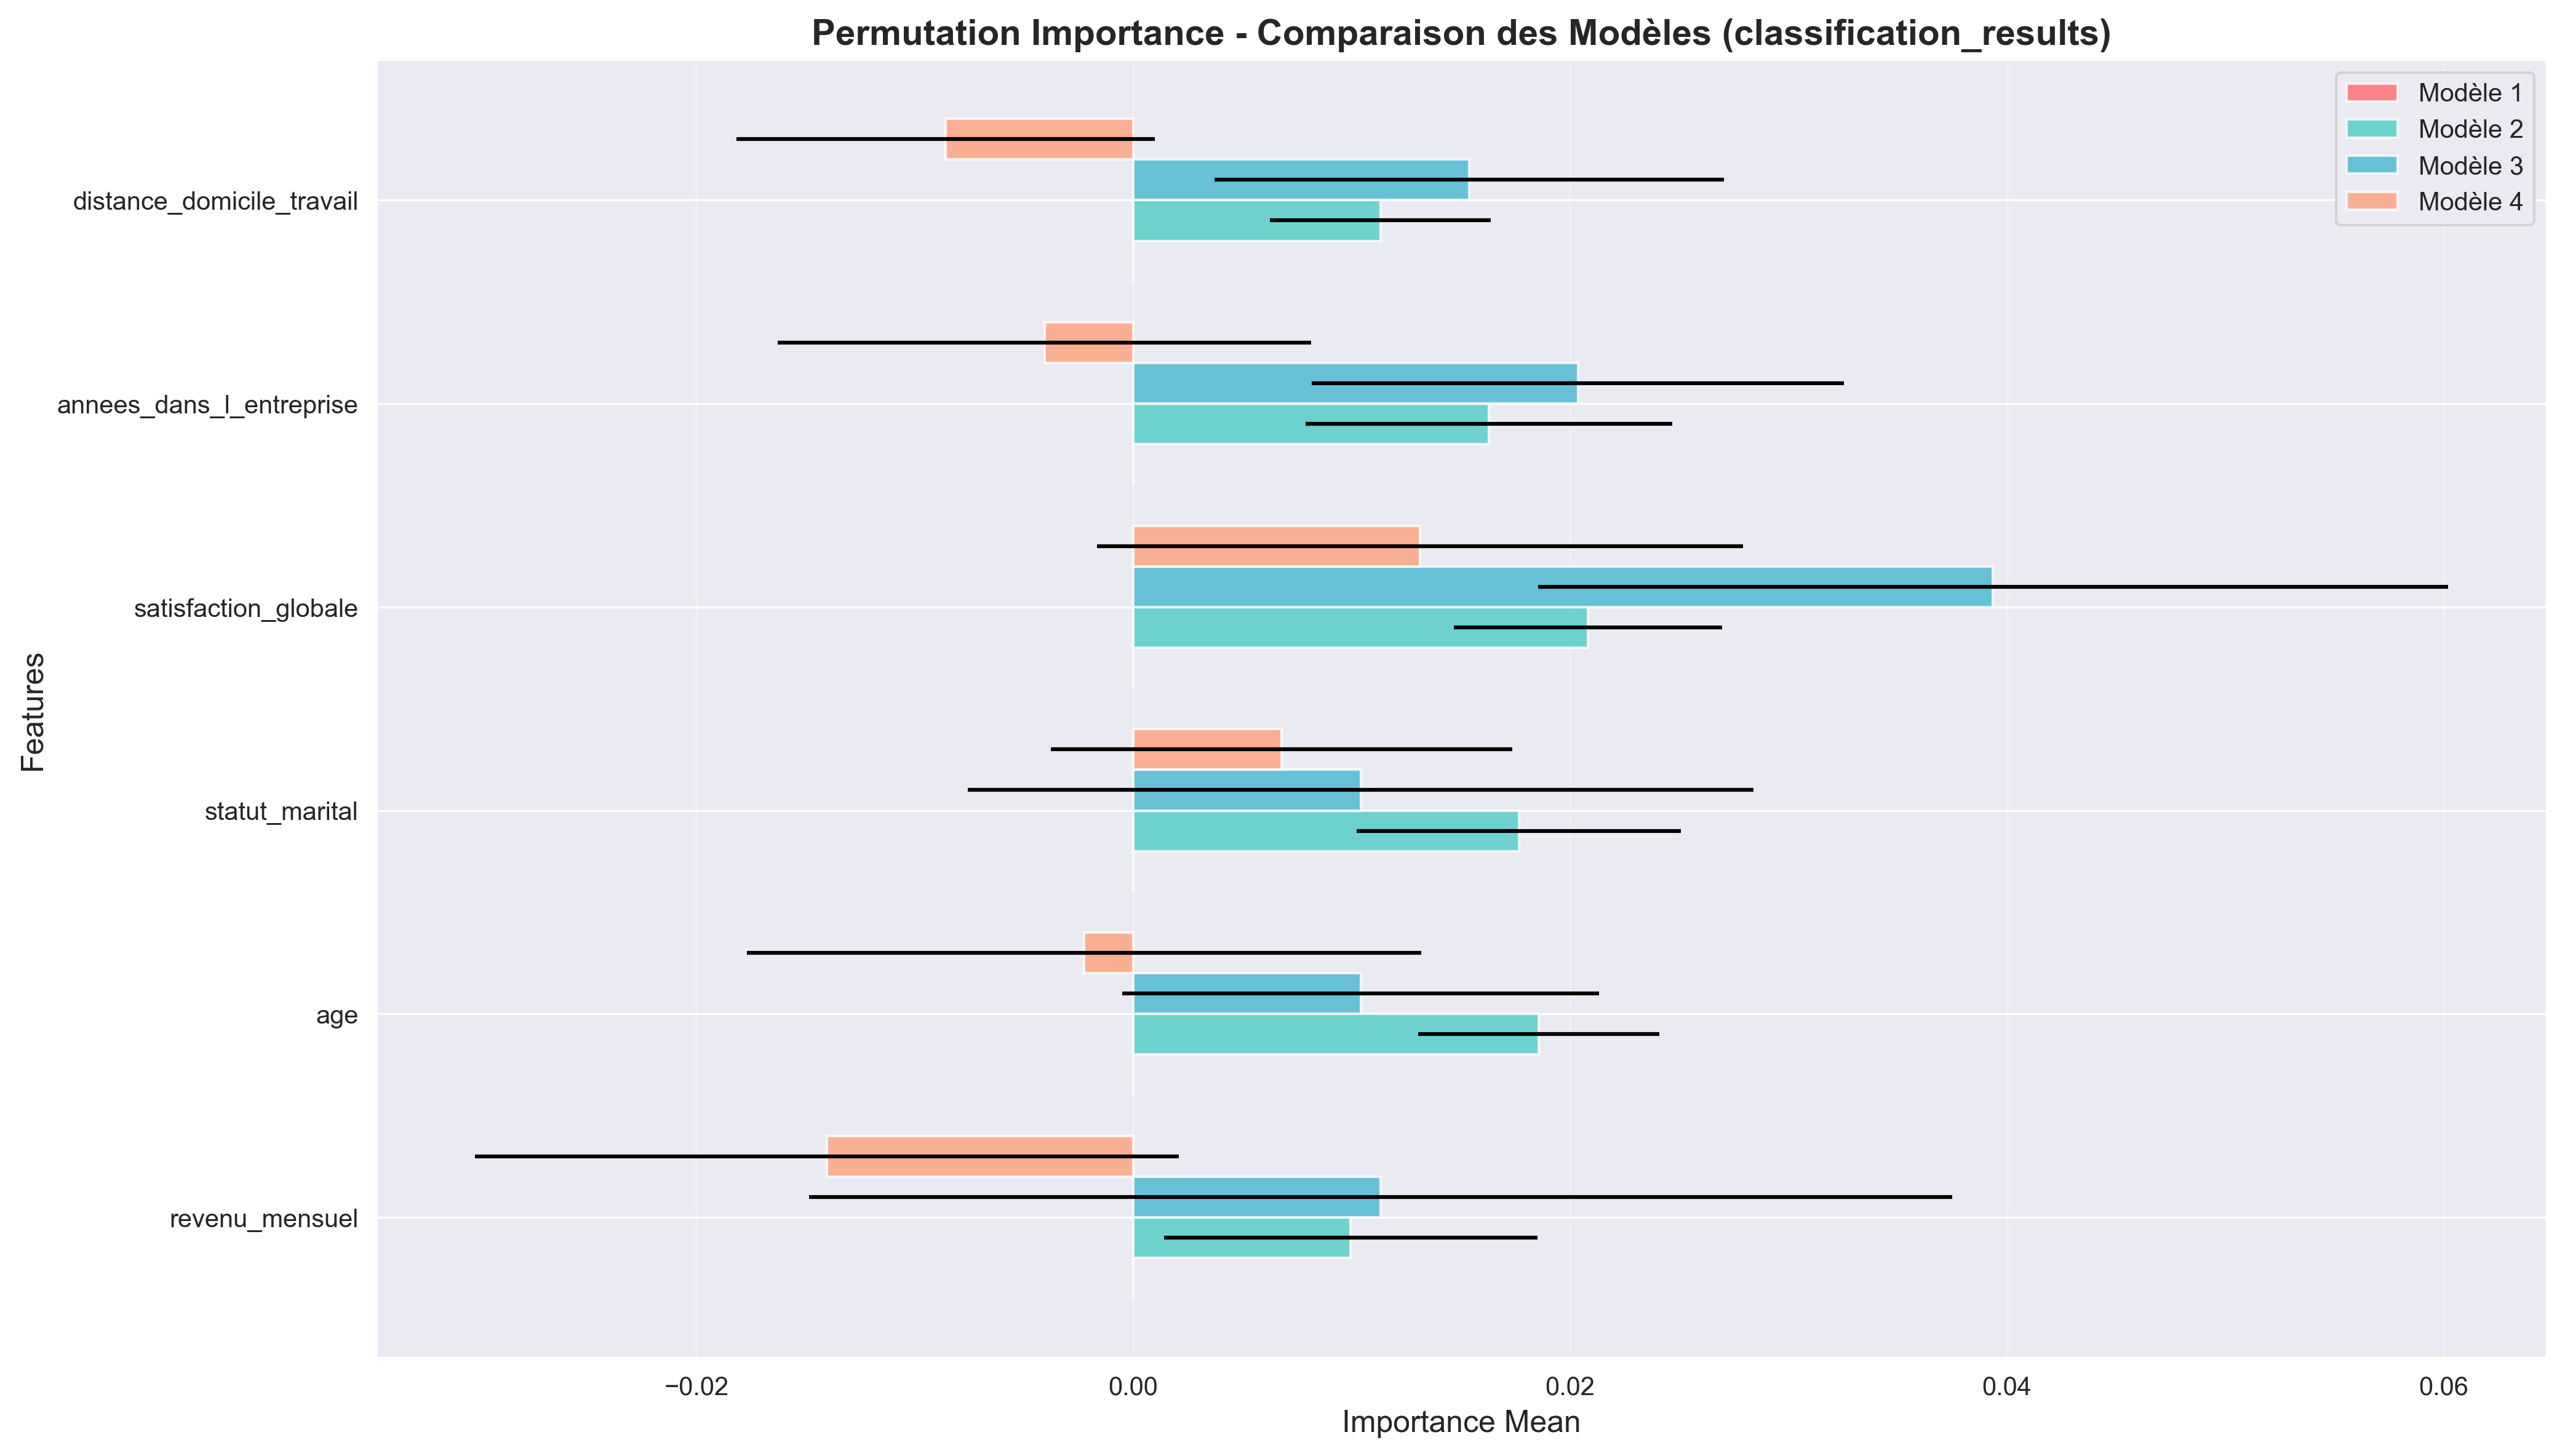 Permutation Importance - Comparaison des Modèles (classification_results)
Modèle 1
Modèle 2
Modèle 3
Modèle 4
distance_domicile_travail
annees_dans_l_entreprise
satisfaction_globale
statut_marital
age
revenu_mensuel
Features
−0.02
0.00
0.02
0.04
0.06
Importance Mean